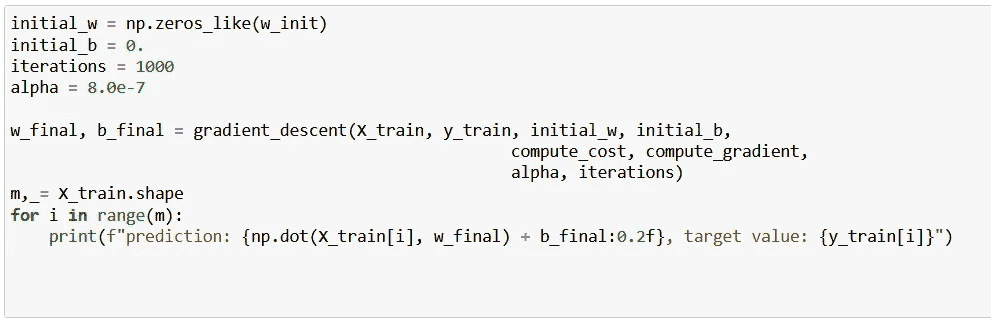 initial_w = np.zeros_like(w_init)
initial_b = 0.
iterations = 1000
alpha = 8.0e-7
w_final, b_final = gradient_descent(X_train, y_train, initial_w, initial_b,
compute_cost, compute_gradient,
alpha, iterations)
m,_= X_train.shape
for i in range(m):
print(f"prediction: {np.dot(X_train[i], w_final) + b_final:0.2f}, target value: {y_train[i]}")